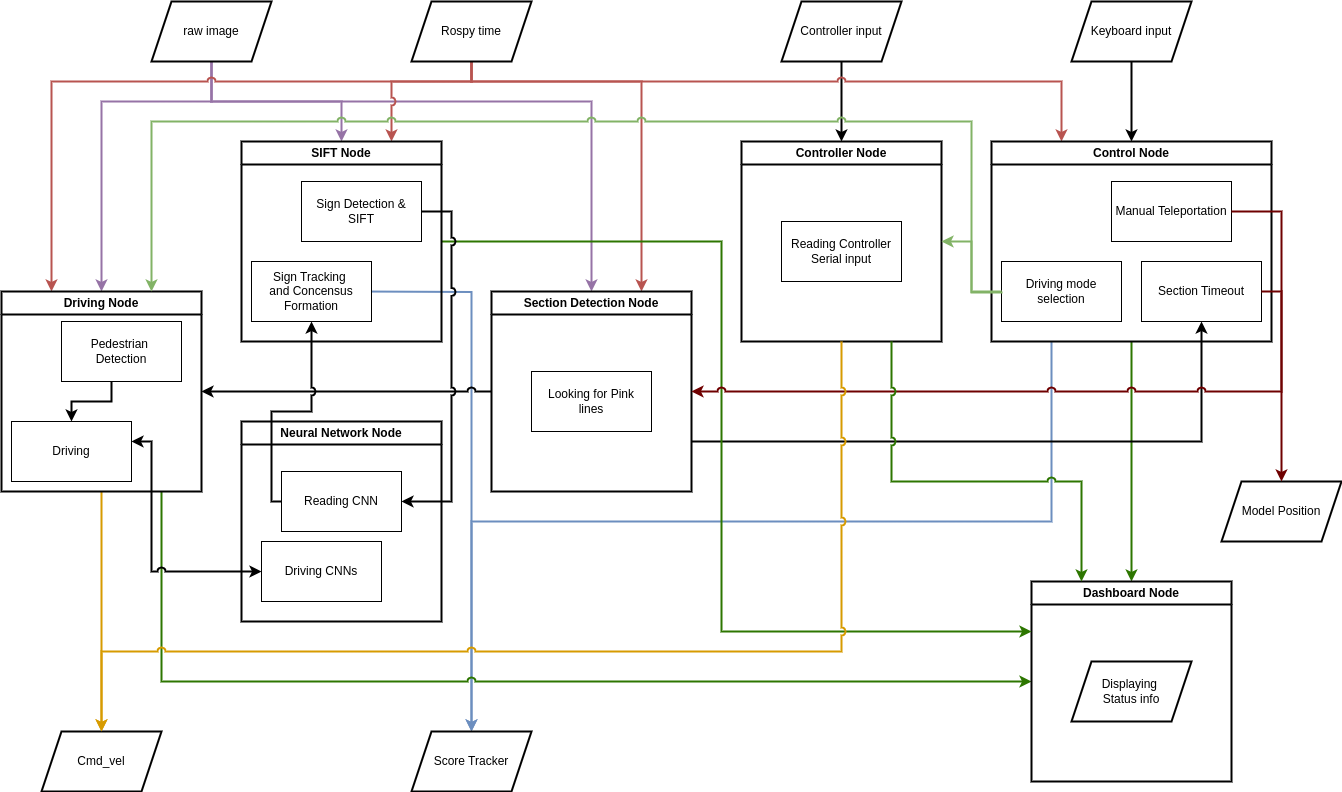 raw image
Rospy time
Controller input
Keyboard input
SIFT Node
Sign Detection &
SIFT
Sign Tracking
and Concensus
Formation
Controller Node
Reading Controller
Serial input
Control Node
Manual Teleportation
Driving mode
selection
Section Timeout
Driving Node
Pedestrian
Detection
Driving
Section Detection Node
Looking for Pink
lines
Neural Network Node
Reading CNN
Driving CNNs
Model Position
Dashboard Node
Displaying
Status info
Cmd_vel
Score Tracker